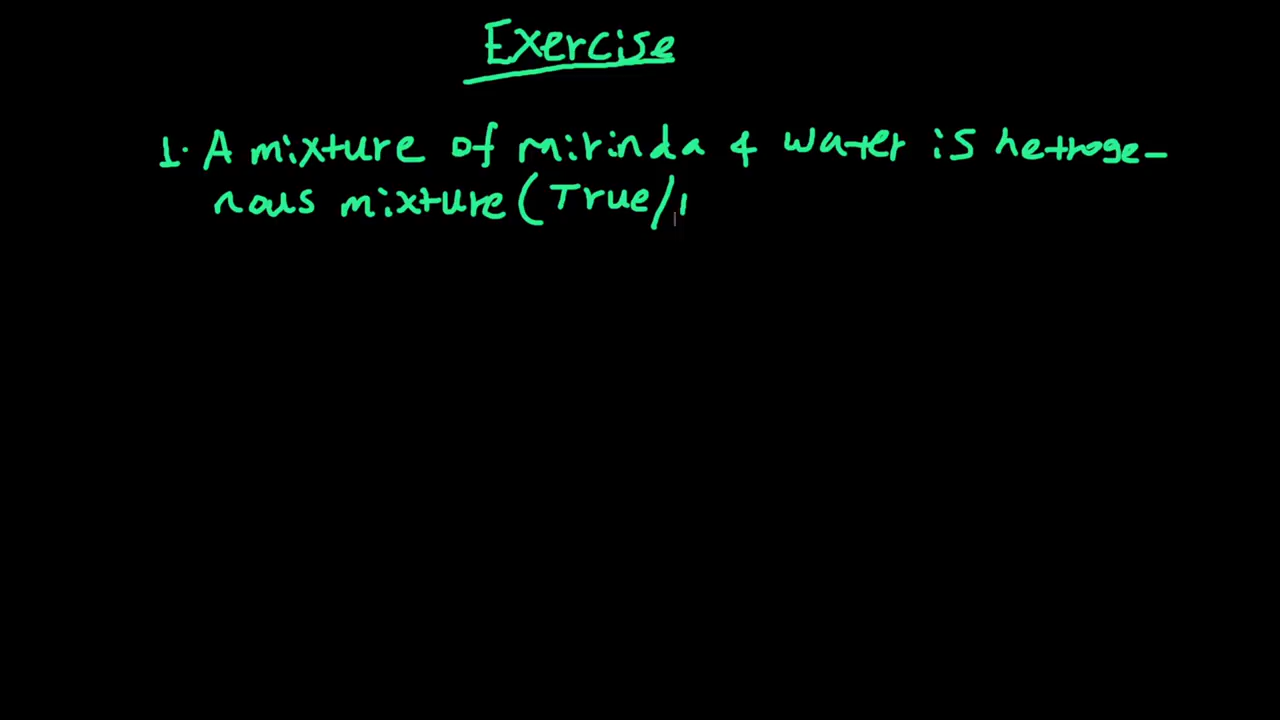 Exercise
1. A mixture of mirinda & water is hetroge-
nous mixture (True/